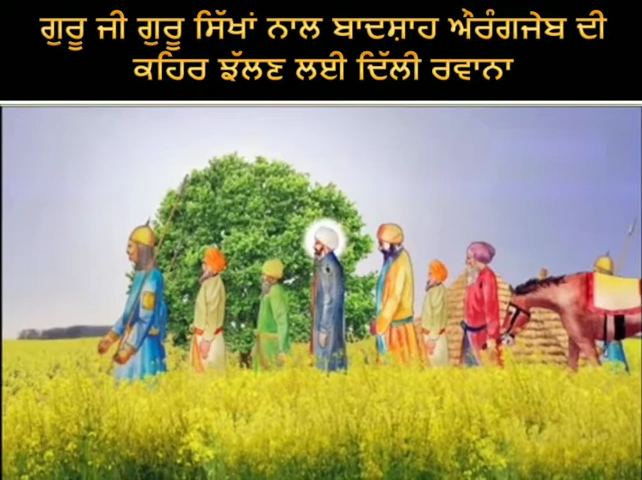 ਗੁਰੂ ਜੀ ਗੁਰੂ ਸਿੱਖਾਂ ਨਾਲ ਬਾਦਸ਼ਾਹ ਔਰੰਗਜੇਬ ਦੀ
ਕਹਿਰ ਝੱਲਣ ਲਈ ਦਿੱਲੀ ਰਵਾਨਾ